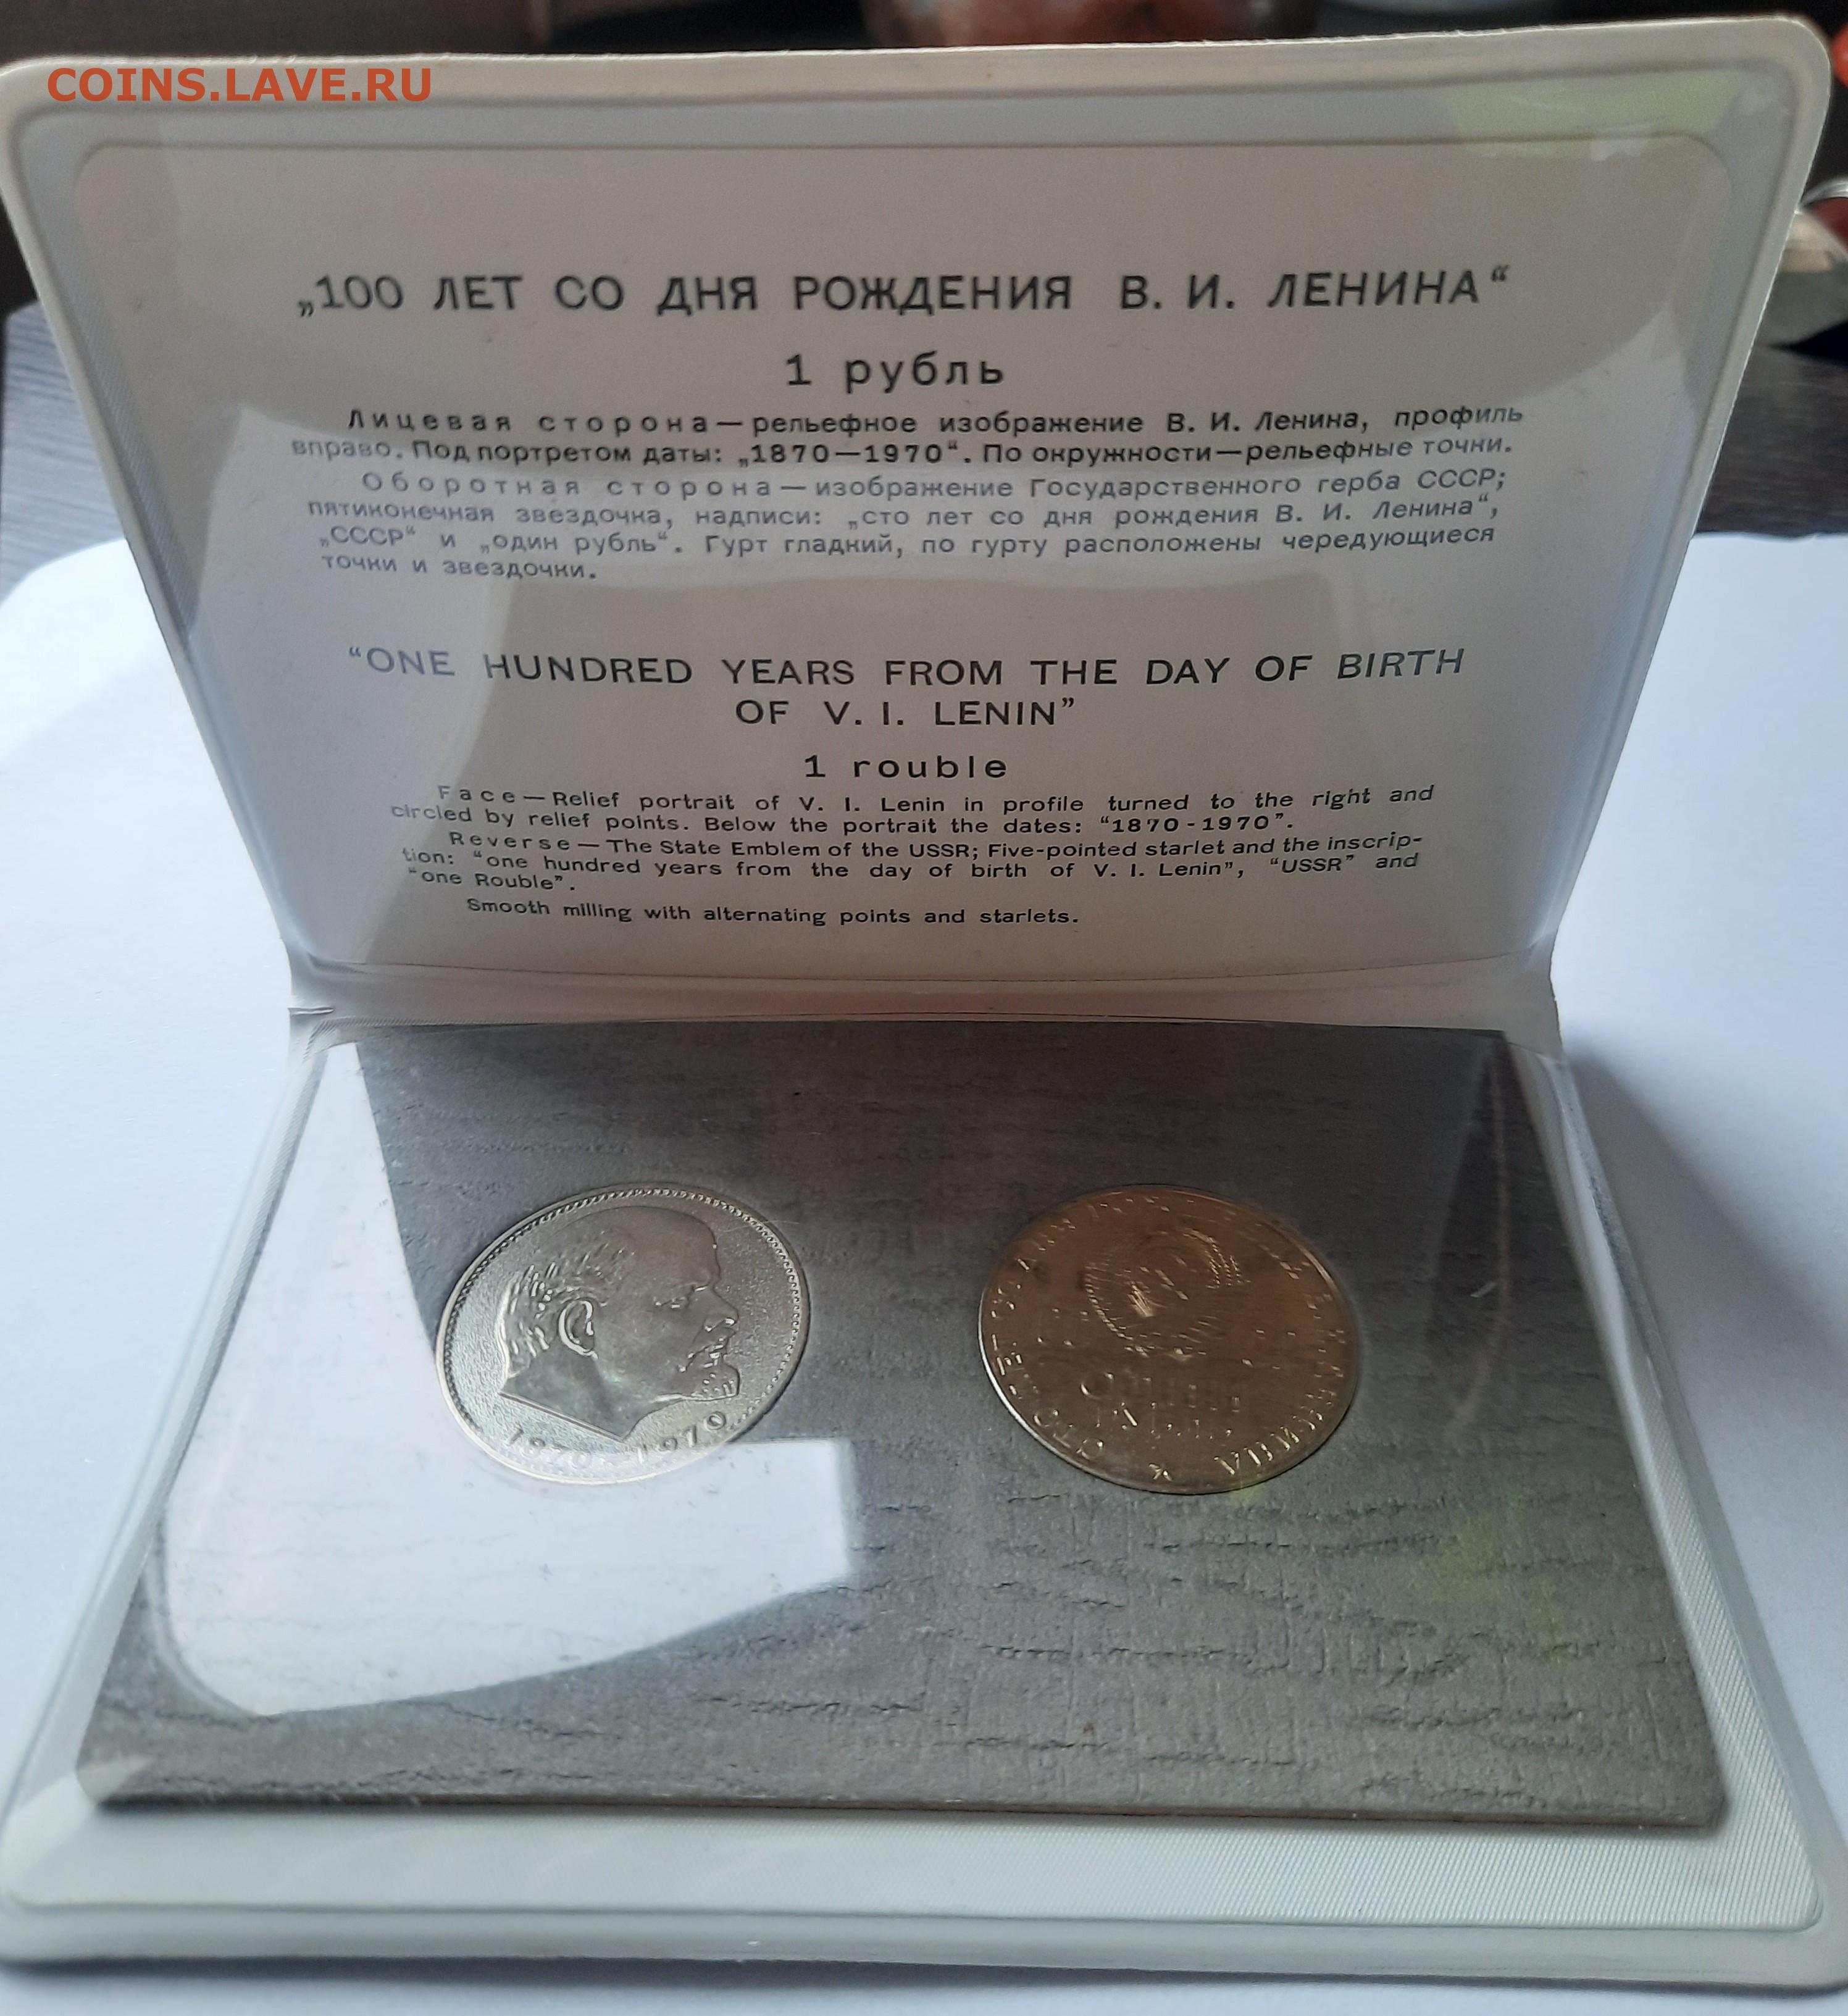 COINS.LAVE.RU
„100 ЛЕТ СО ДНЯ РОЖДЕНИЯ В. И. ЛЕНИНА“
1 рубль
Лицевая сторона—рельефное изображение В. И. Ленина, профиль
вправо. Под портретом даты: „1870—1970“. По окружности—рельефные точки.
Оборотная сторона—изображение Государственного герба СССР;
пятиконечная звездочка, надписи: „сто лет со дня рождения В. И. Ленина“,
„СССР“ и „один рубль“. Гурт гладкий, по гурту расположены чередующиеся
точки и звездочки.
“ONE HUNDRED YEARS FROM THE DAY OF BIRTH
OF V. I. LENIN”
1 rouble
Face—Relief portrait of V. I. Lenin in profile turned to the right and
circled by relief points. Below the portrait the dates: “1870-1970”.
Reverse—The State Emblem of the USSR; Five-pointed starlet and the inscrip-
tion: “one hundred years from the day of birth of V. I. Lenin”, “USSR” and
“one Rouble”.
Smooth milling with alternating points and starlets.
1870-1970
СТО ЛЕТ СО ДНЯ
ЛЕНИНА